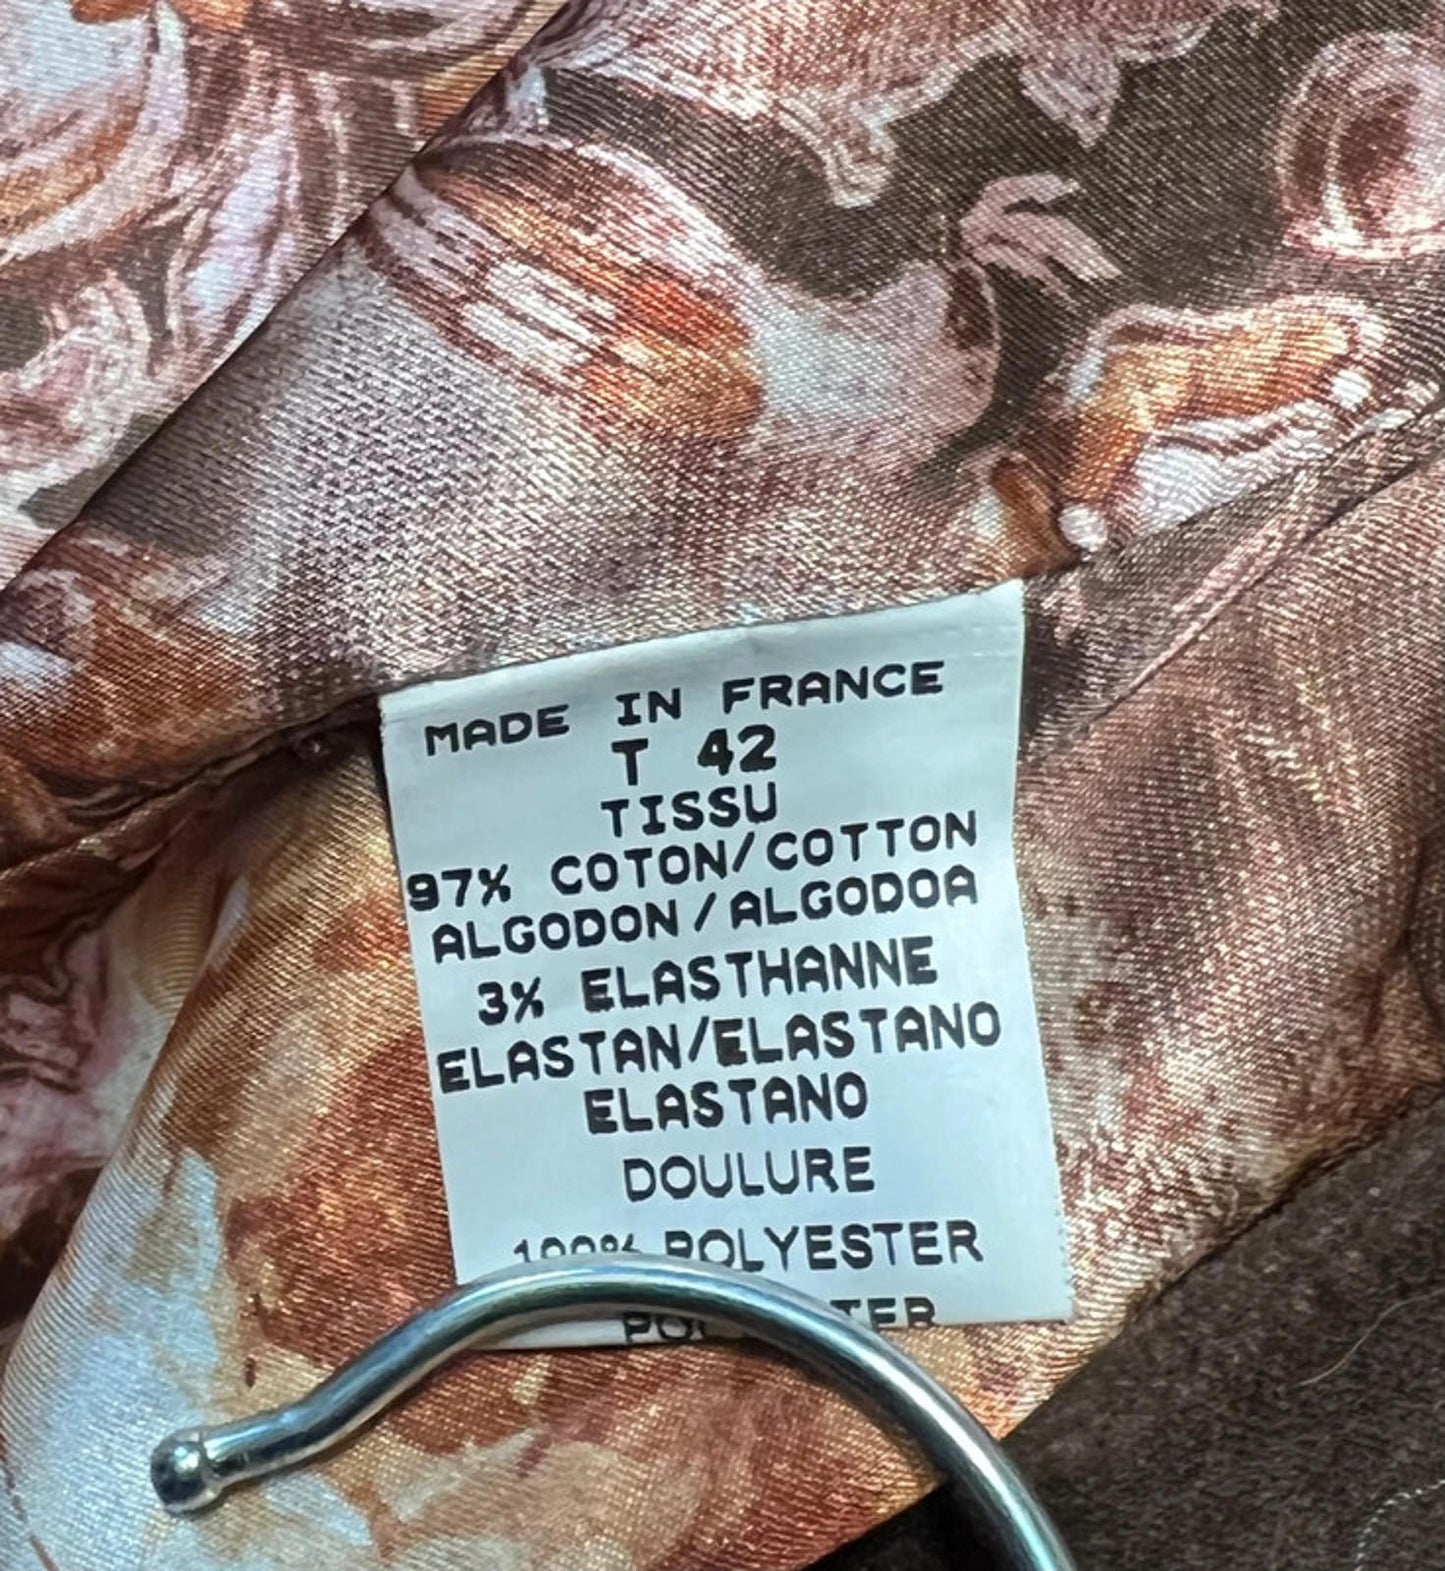 MADE IN FRANCE
T 42
TISSU
97% COTON/COTTON
ALGODON/ALGODOA
3% ELASTHANNE
ELASTAN/ELASTANO
ELASTANO
DOULURE
100% POLYESTER